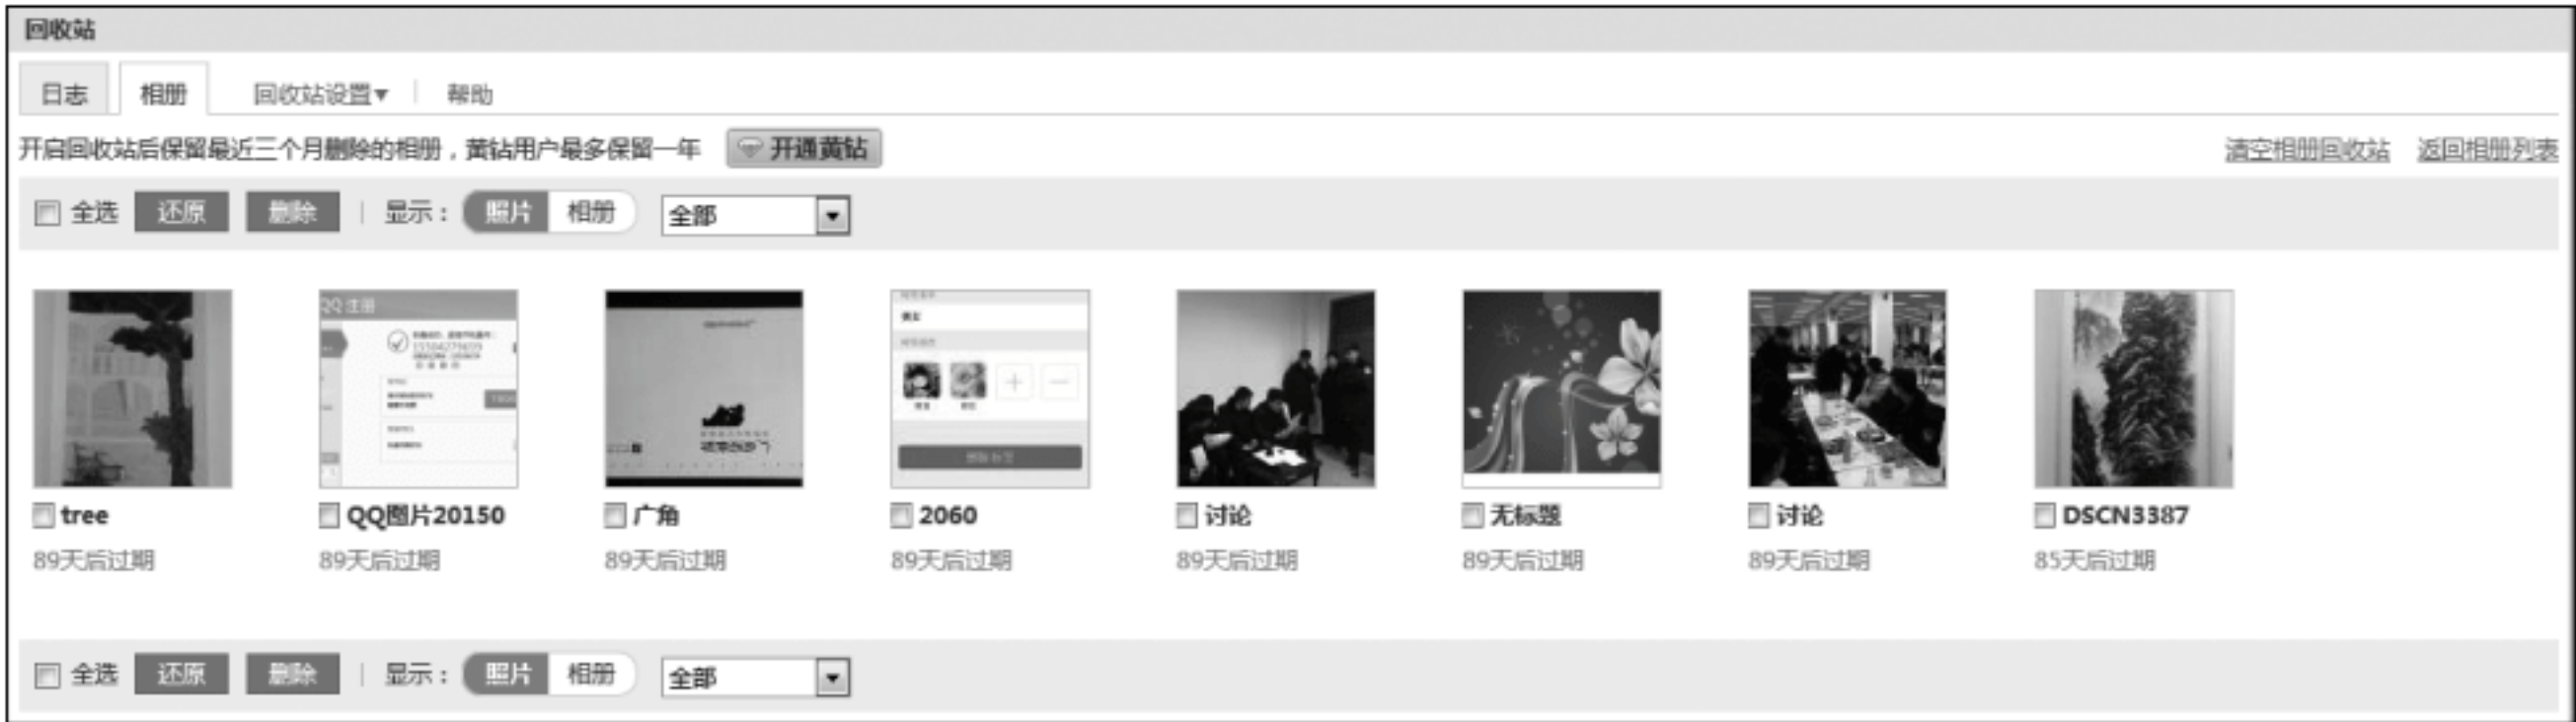 回收站
日志 相册 回收站设置▼ 帮助
开启回收站后保留最近三个月删除的相册，黄钻用户最多保留一年 开通黄钻 清空相册回收站 返回相册列表
全选 还原 删除 显示： 照片 相册 全部
QQ 注册
tree QQ图片20150 广角 2060 讨论 无标题 讨论 DSCN3387
89天后过期 89天后过期 89天后过期 89天后过期 89天后过期 89天后过期 89天后过期 85天后过期
全选 还原 删除 显示： 照片 相册 全部